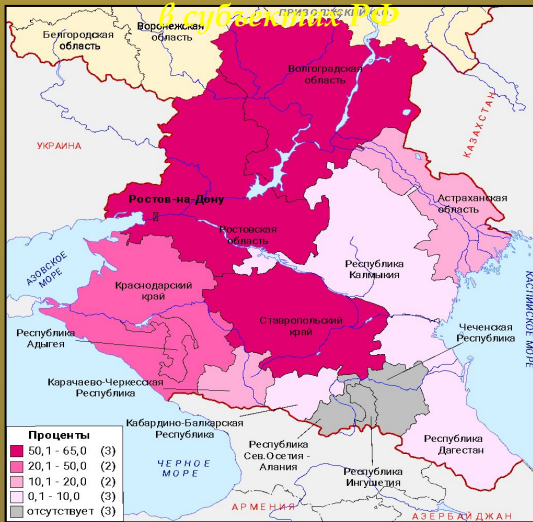 в субъектах РФ
ПРИВОЛЖСКИЙ Ф.О.
Белгородская
область
Воронежская
область
Волгоградская
область
КАЗАХСТАН
УКРАИНА
Ростов-на-Дону
Астраханская
область
Ростовская
область
АЗОВСКОЕ
МОРЕ
Республика
Калмыкия
Краснодарский
край
КАСПИЙСКОЕ МОРЕ
Ставропольский
край
Республика
Адыгея
Чеченская
Республика
Карачаево-Черкесская
Республика
Кабардино-Балкарская
Республика
Республика
Сев.Осетия -
Алания
Республика
Ингушетия
Республика
Дагестан
ЧЕРНОЕ
МОРЕ
АРМЕНИЯ
АЗЕРБАЙДЖАН
Проценты
50,1 - 65,0 (3)
20,1 - 50,0 (2)
10,1 - 20,0 (2)
0,1 - 10,0 (3)
отсутствует (3)